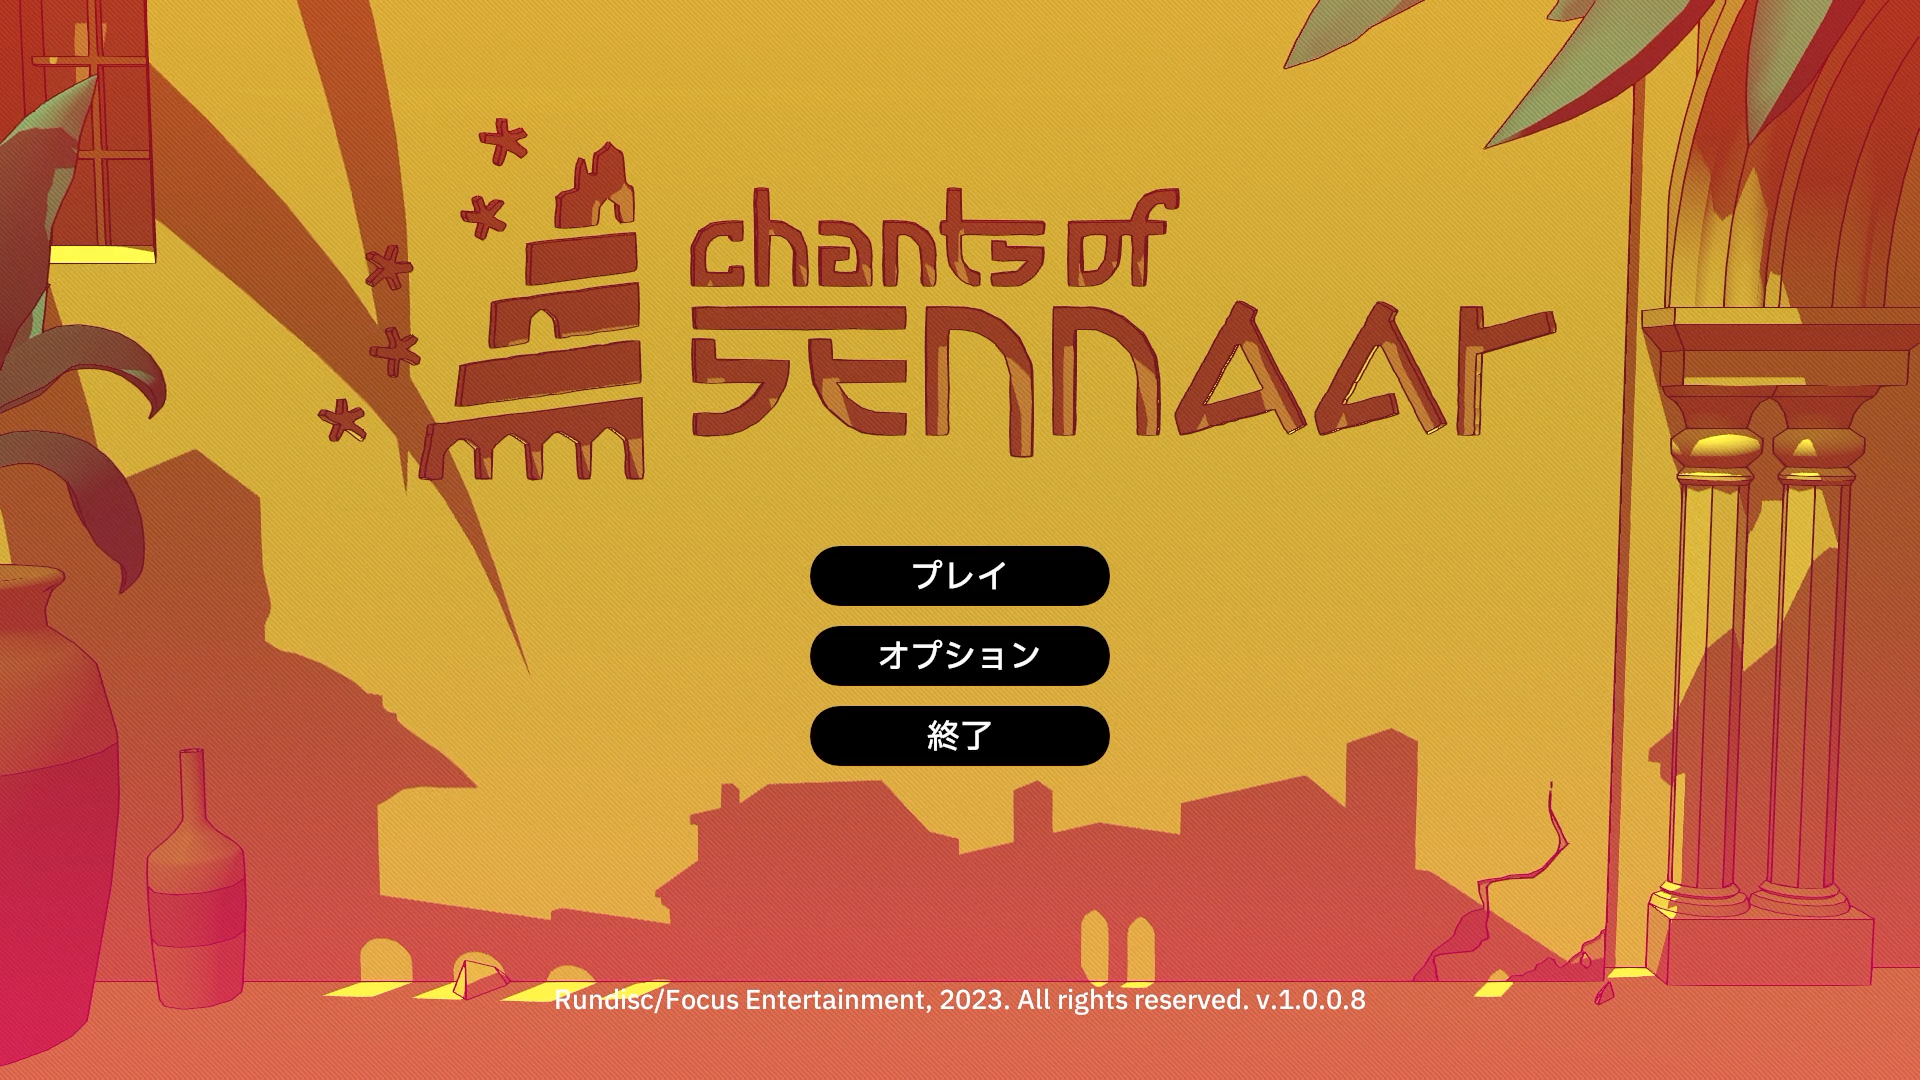 chants of
SENNAAR
プレイ
オプション
終了
Rundisc/Focus Entertainment, 2023. All rights reserved. v.1.0.0.8